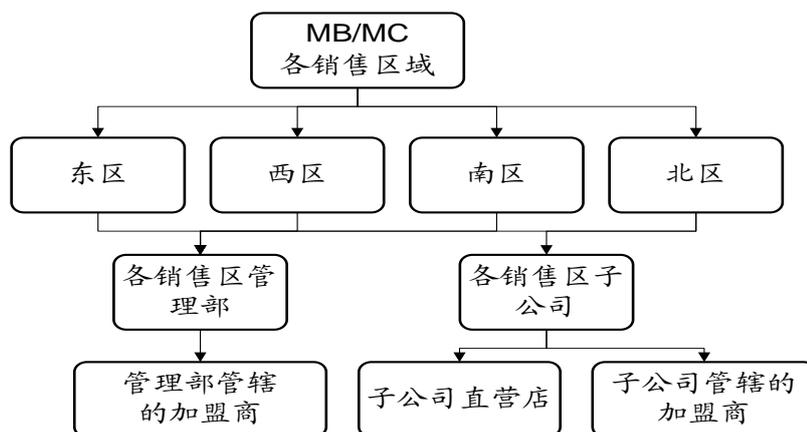 MB/MC
各销售区域
东区
西区
南区
北区
各销售区管
理部
各销售区子
公司
管理部管辖
的加盟商
子公司直营店
子公司管辖的
加盟商